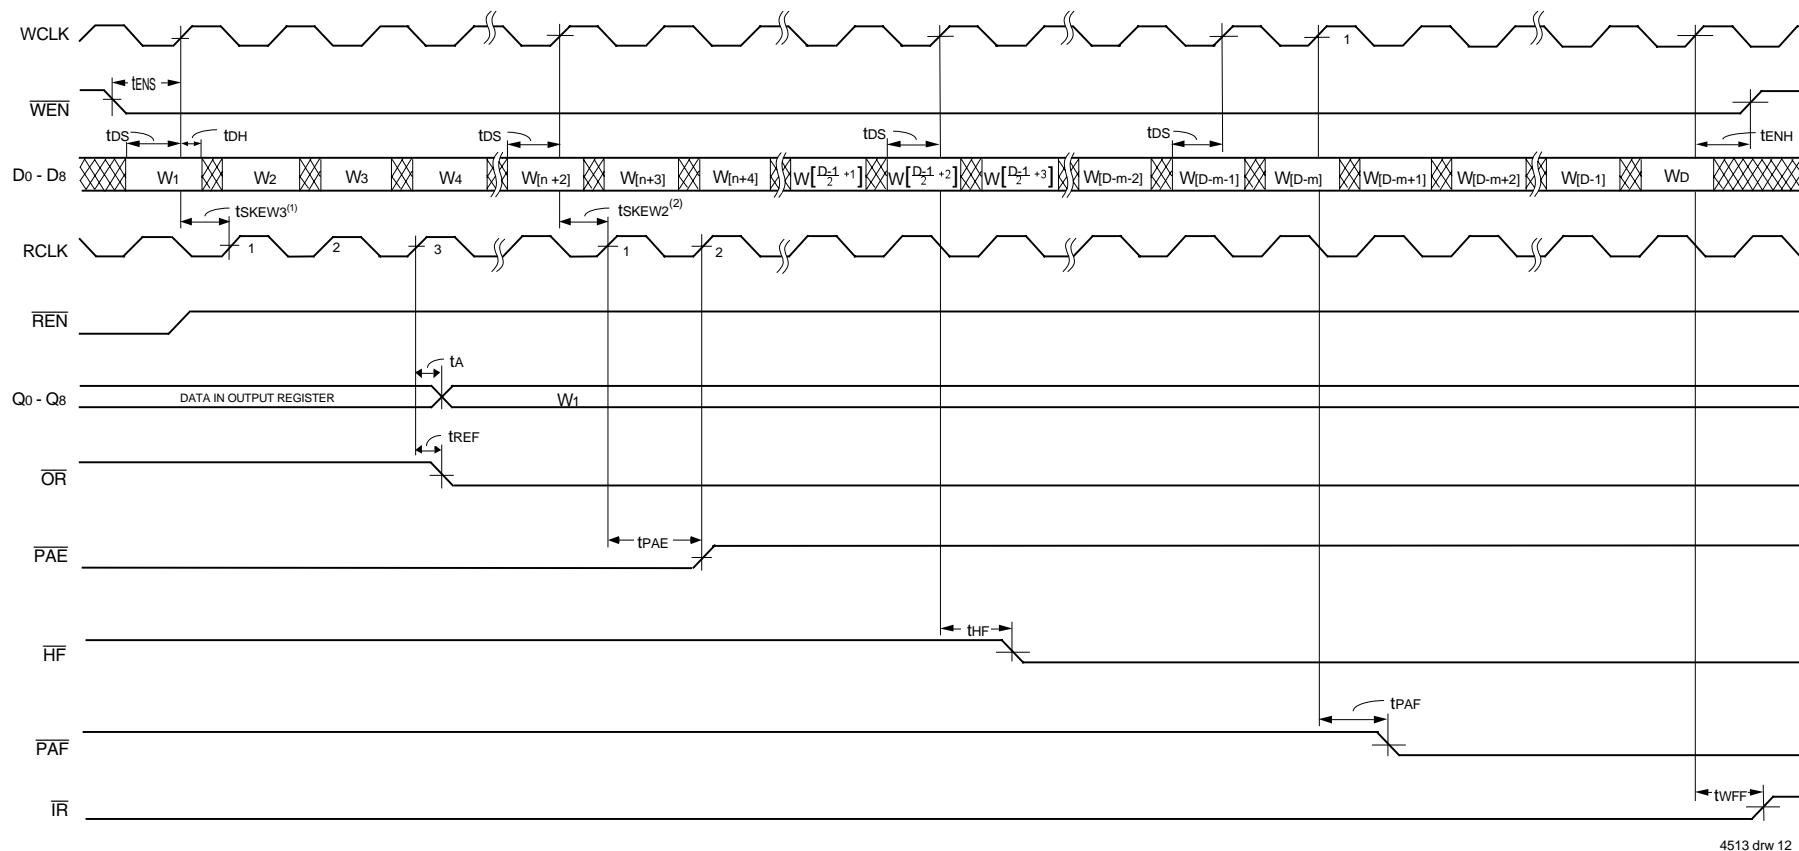 WCLK
1
tENS
WEN
tDS
tDH
tDS
tDS
tDS
tENH
D0 - D8
W1
W2
W3
W4
W[n +2]
W[n+3]
W[n+4]
W[D-1/2 +1]
W[D-1/2 +2]
W[D-1/2 +3]
W[D-m-2]
W[D-m-1]
W[D-m]
W[D-m+1]
W[D-m+2]
W[D-1]
WD
tSKEW3(1)
tSKEW2(2)
RCLK
1
2
3
1
2
REN
tA
Q0 - Q8
DATA IN OUTPUT REGISTER
W1
tREF
OR
tPAE
PAE
tHF
HF
tPAF
PAF
tWFF
IR
4513 drw 12